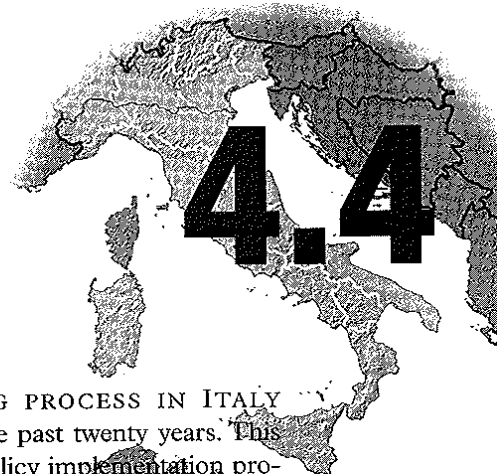 4.4
G PROCESS IN ITALY
e past twenty years. This
licy implementation pro-